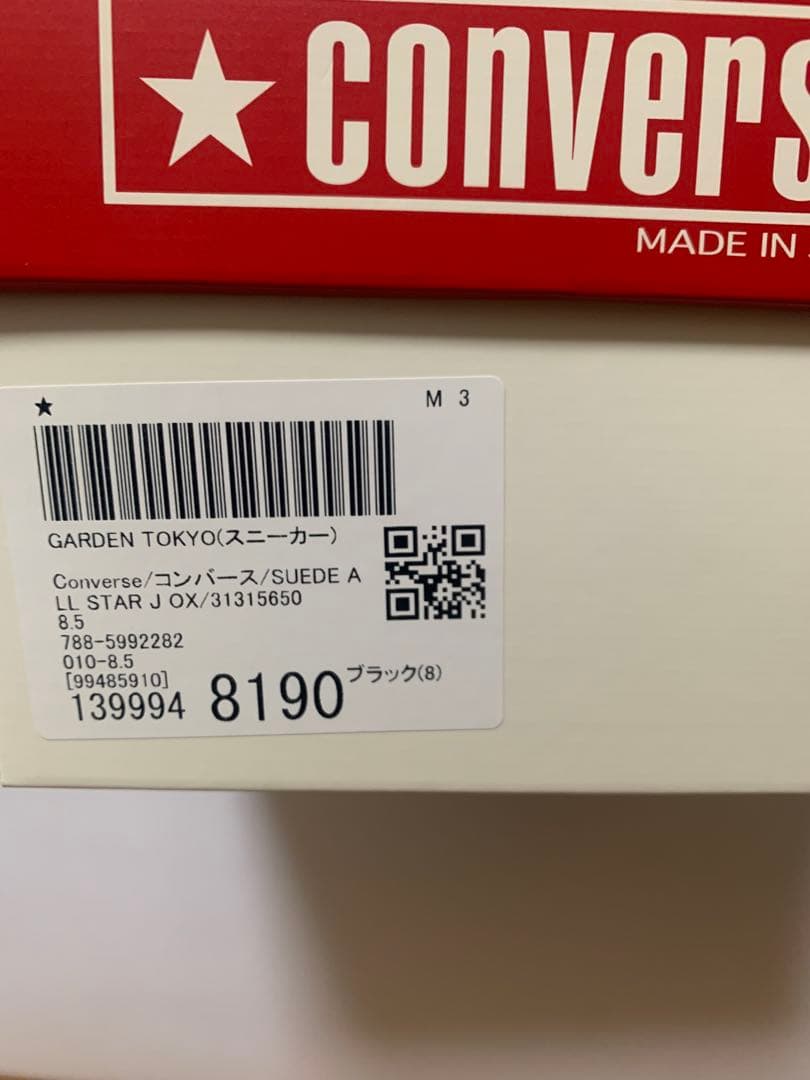 ★ CONVERS
MADE IN
★
M 3
GARDEN TOKYO(スニーカー)
Converse/コンバース/SUEDE A
LL STAR J OX/31315650
8.5
788-5992282
010-8.5
[99485910]
139994 8190 ブラック(8)